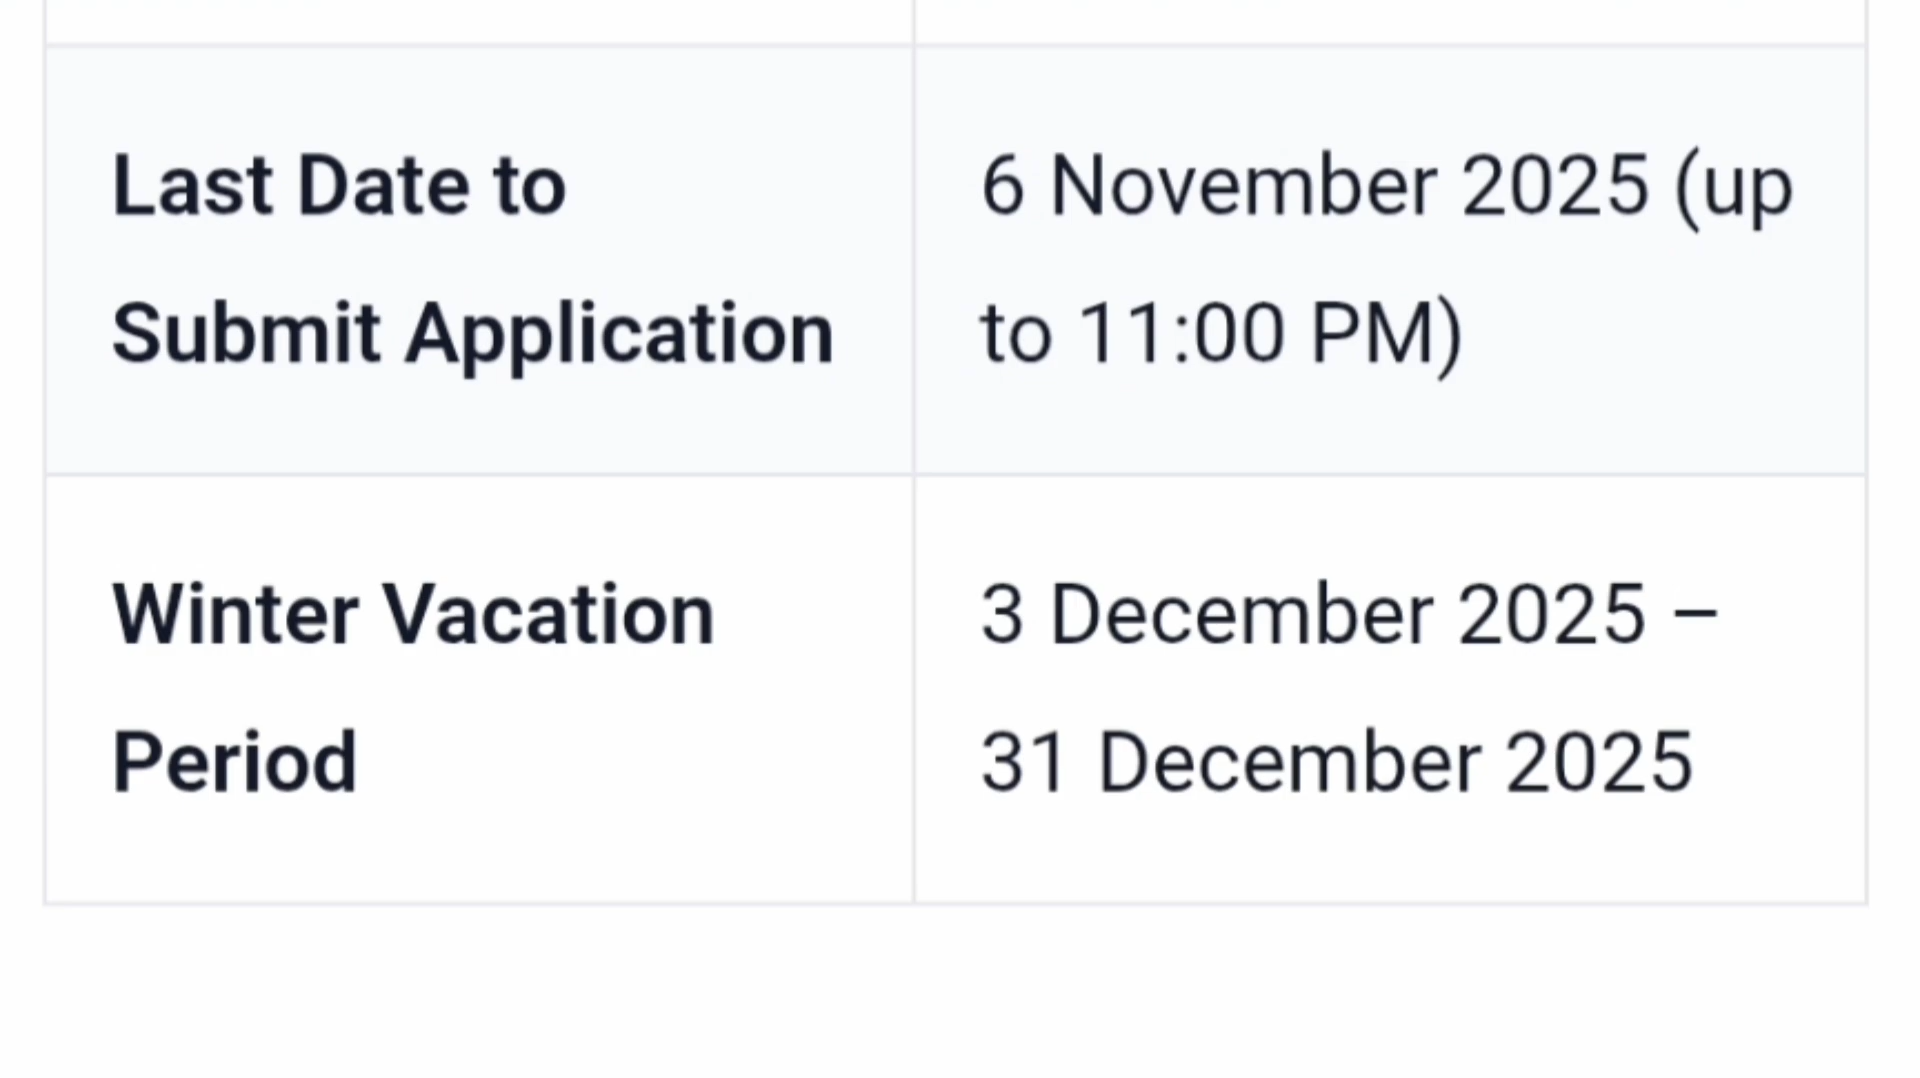 Last Date to
Submit Application
6 November 2025 (up
to 11:00 PM)
Winter Vacation
Period
3 December 2025 –
31 December 2025